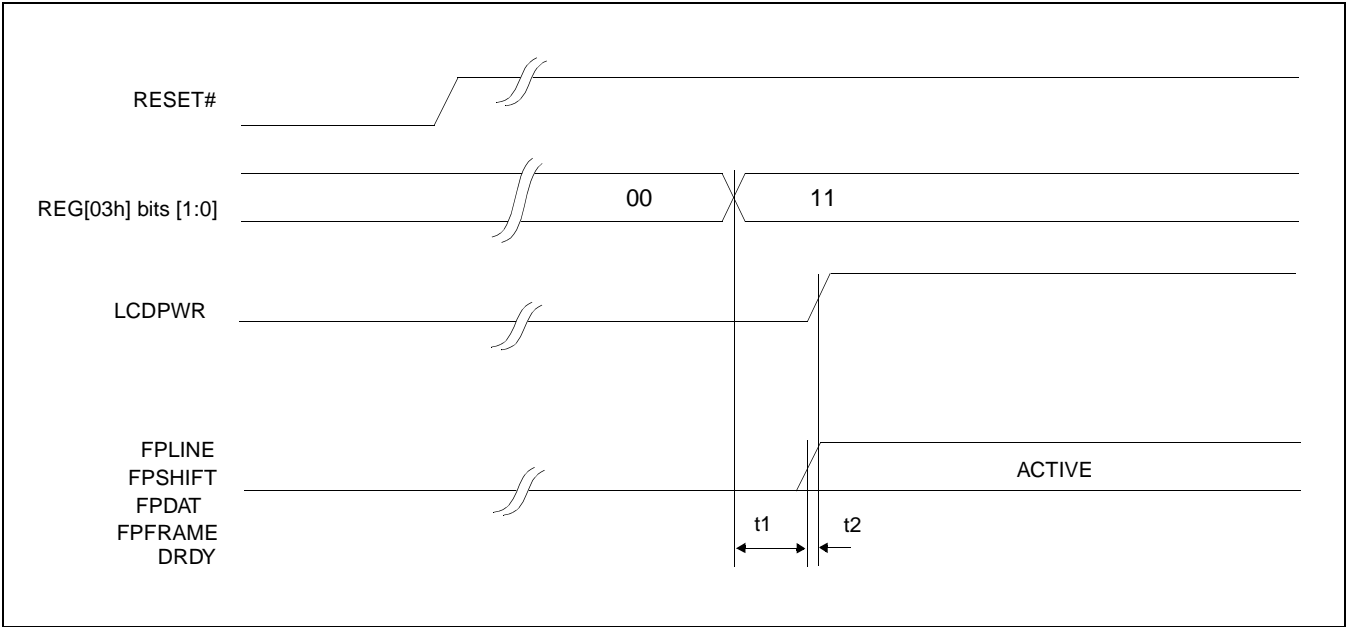 RESET#
REG[03h] bits [1:0]
00
11
LCDPWR
FPLINE
FPSHIFT
FPDAT
FPFRAME
DRDY
ACTIVE
t1
t2